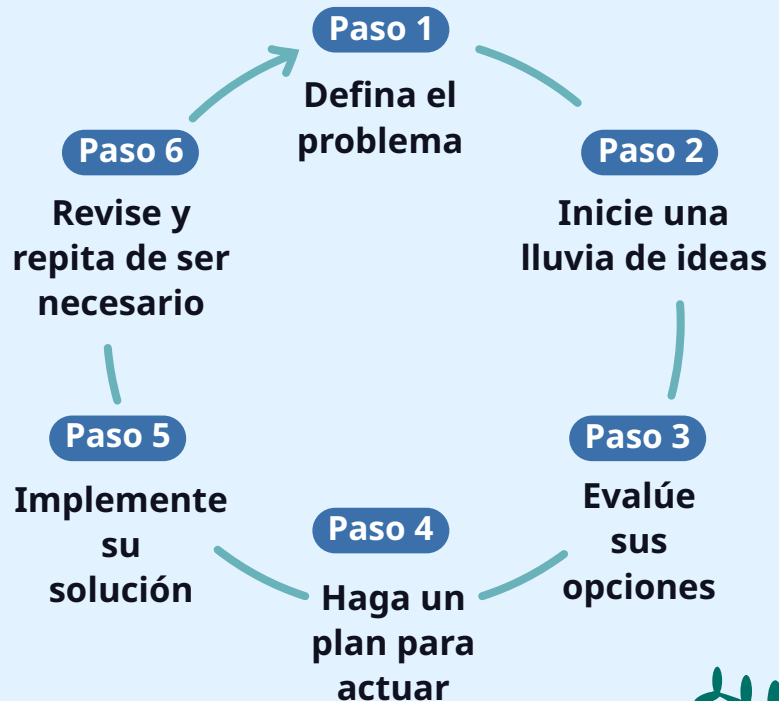 Paso 1
Defina el
problema
Paso 2
Inicie una
lluvia de ideas
Paso 3
Evalúe
sus
opciones
Paso 4
Haga un
plan para
actuar
Paso 5
Implemente
su
solución
Paso 6
Revise y
repita de ser
necesario